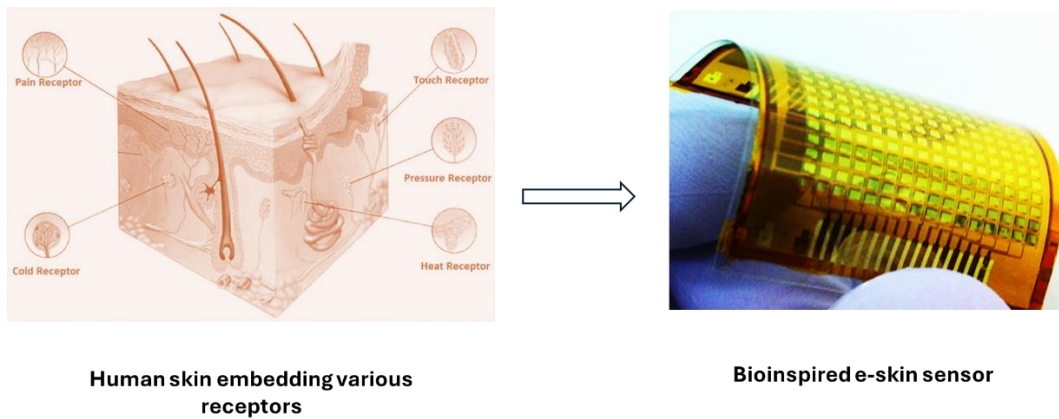 Pain Receptor
Touch Receptor
Pressure Receptor
Cold Receptor
Heat Receptor
Human skin embedding various
receptors
Bioinspired e-skin sensor